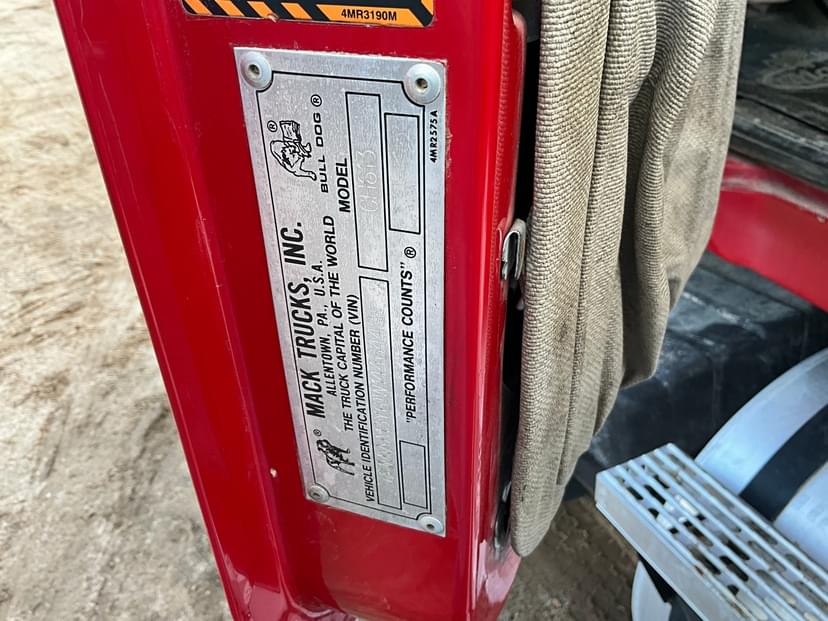 4MR3190M
MACK TRUCKS, INC.
ALLENTOWN, PA., U.S.A.
THE TRUCK CAPITAL OF THE WORLD
VEHICLE IDENTIFICATION NUMBER (VIN)
®
BULL DOG ®
MODEL
CH613
"PERFORMANCE COUNTS" ®
4MR2575A
®